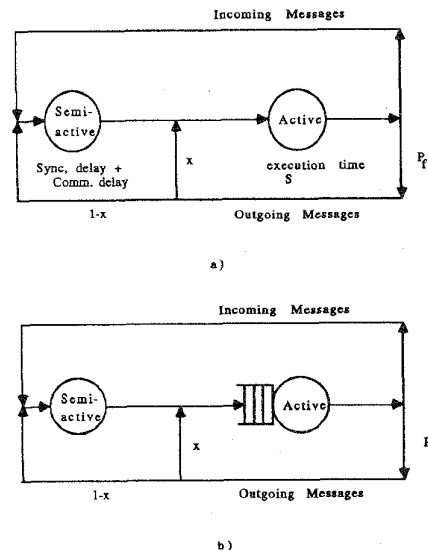 Incoming Messages
Semi-
active
Active
Sync, delay +
Comm. delay
x
execution time
S
P
f
1-x
Outgoing Messages
a)
Incoming Messages
Semi-
active
Active
x
P
1-x
Outgoing Messages
b)